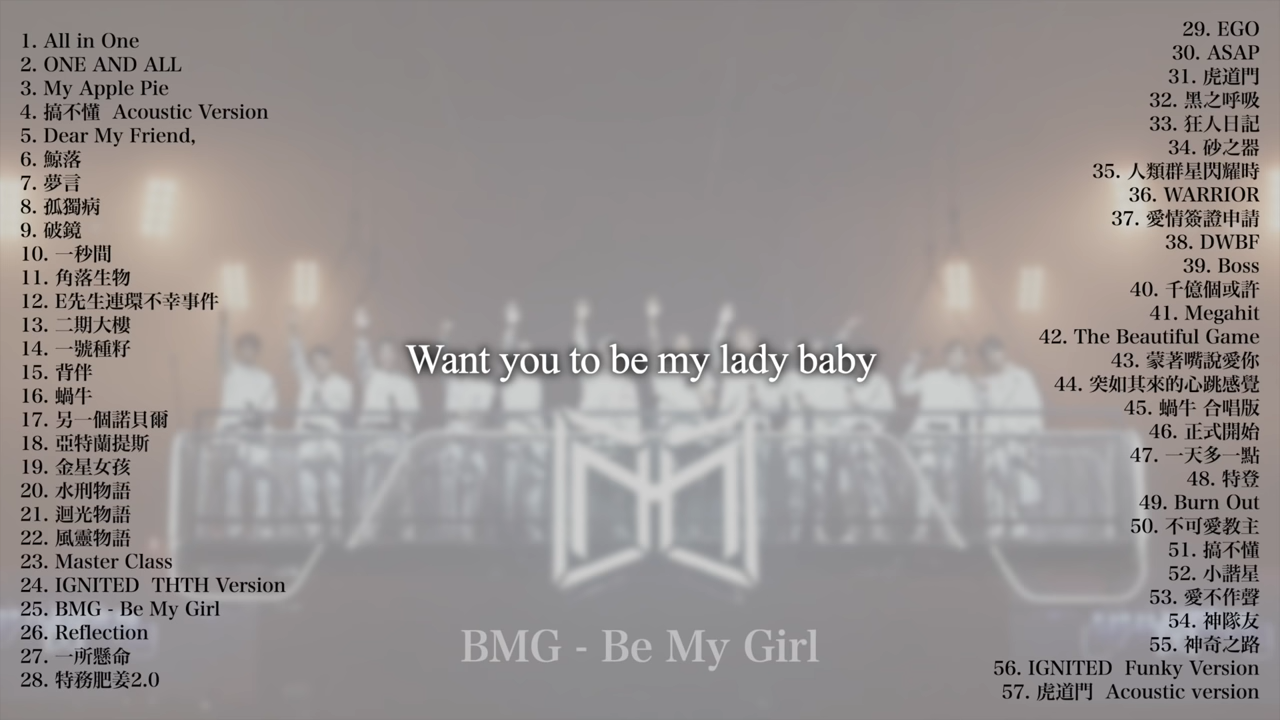 1. All in One
2. ONE AND ALL
3. My Apple Pie
4. 搞不懂  Acoustic Version
5. Dear My Friend,
6. 鯨落
7. 夢言
8. 孤獨病
9. 破鏡
10. 一秒間
11. 角落生物
12. E先生連環不幸事件
13. 二期大樓
14. 一號種籽
15. 背伴
16. 蝸牛
17. 另一個諾貝爾
18. 亞特蘭提斯
19. 金星女孩
20. 水刑物語
21. 迴光物語
22. 風靈物語
23. Master Class
24. IGNITED  THTH Version
25. BMG - Be My Girl
26. Reflection
27. 一所懸命
28. 特務肥姜2.0
Want you to be my lady baby
BMG - Be My Girl
29. EGO
30. ASAP
31. 虎道門
32. 黑之呼吸
33. 狂人日記
34. 砂之器
35. 人類群星閃耀時
36. WARRIOR
37. 愛情簽證申請
38. DWBF
39. Boss
40. 千億個或許
41. Megahit
42. The Beautiful Game
43. 蒙著嘴說愛你
44. 突如其來的心跳感覺
45. 蝸牛 合唱版
46. 正式開始
47. 一天多一點
48. 特登
49. Burn Out
50. 不可愛教主
51. 搞不懂
52. 小諧星
53. 愛不作聲
54. 神隊友
55. 神奇之路
56. IGNITED  Funky Version
57. 虎道門  Acoustic version